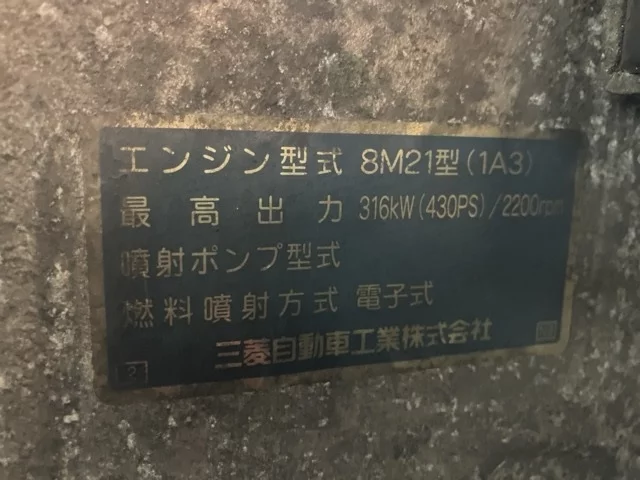 エンジン型式 8M21型(1A3)
最高出力 316kW(430PS)/2200rpm
噴射ポンプ型式
燃料噴射方式 電子式
三菱自動車工業株式会社
2